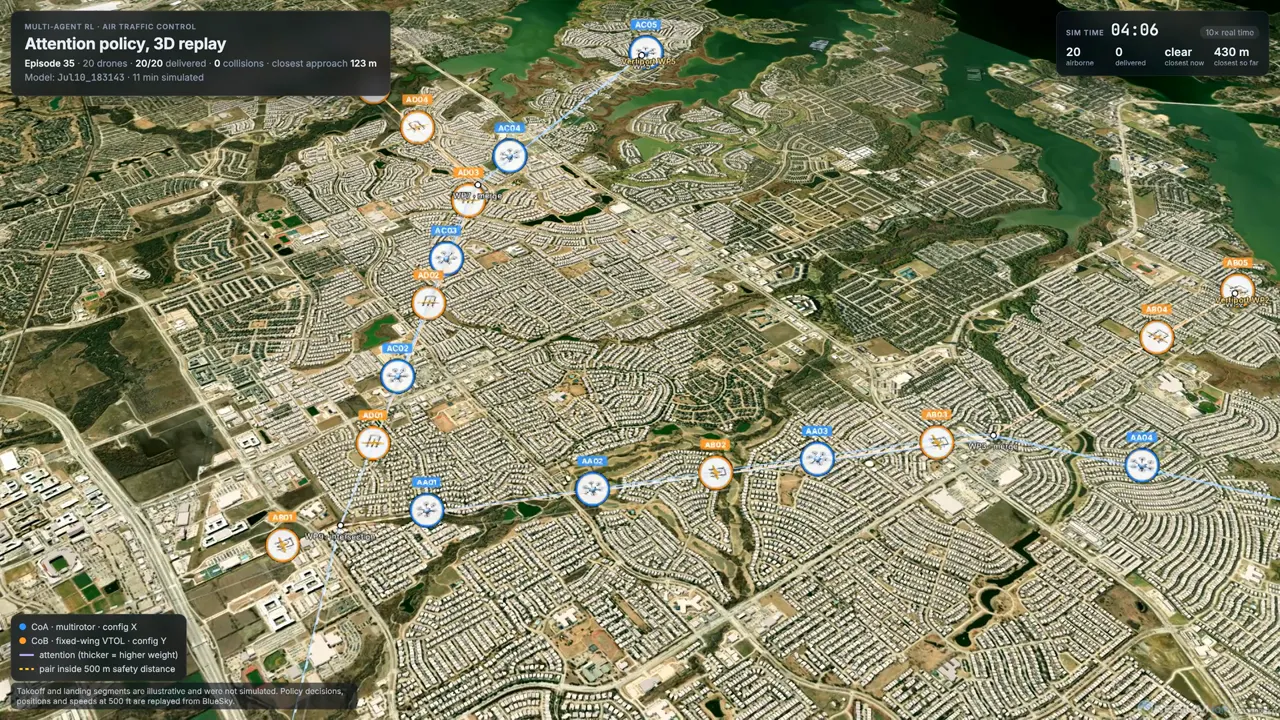 MULTI-AGENT RL · AIR TRAFFIC CONTROL
Attention policy, 3D replay
Episode 35 · 20 drones · 20/20 delivered · 0 collisions · closest approach 123 m
Model: Jul10_183143 · 11 min simulated
SIM TIME 04:06 10× real time
20 0 clear 430 m
airborne delivered closest now closest so far
AC05
Vertiport WP5
AD04
AC04
AD03
AC03
AD02
AB05
AB04
AC02
AD01
AB03
AB02
AA03
AA04
AA02
AA01
AB01
CoA · multirotor · config X
CoB · fixed-wing VTOL · config Y
attention (thicker = higher weight)
pair inside 500 m safety distance
Takeoff and landing segments are illustrative and were not simulated. Policy decisions,
positions and speeds at 500 ft are replayed from BlueSky.